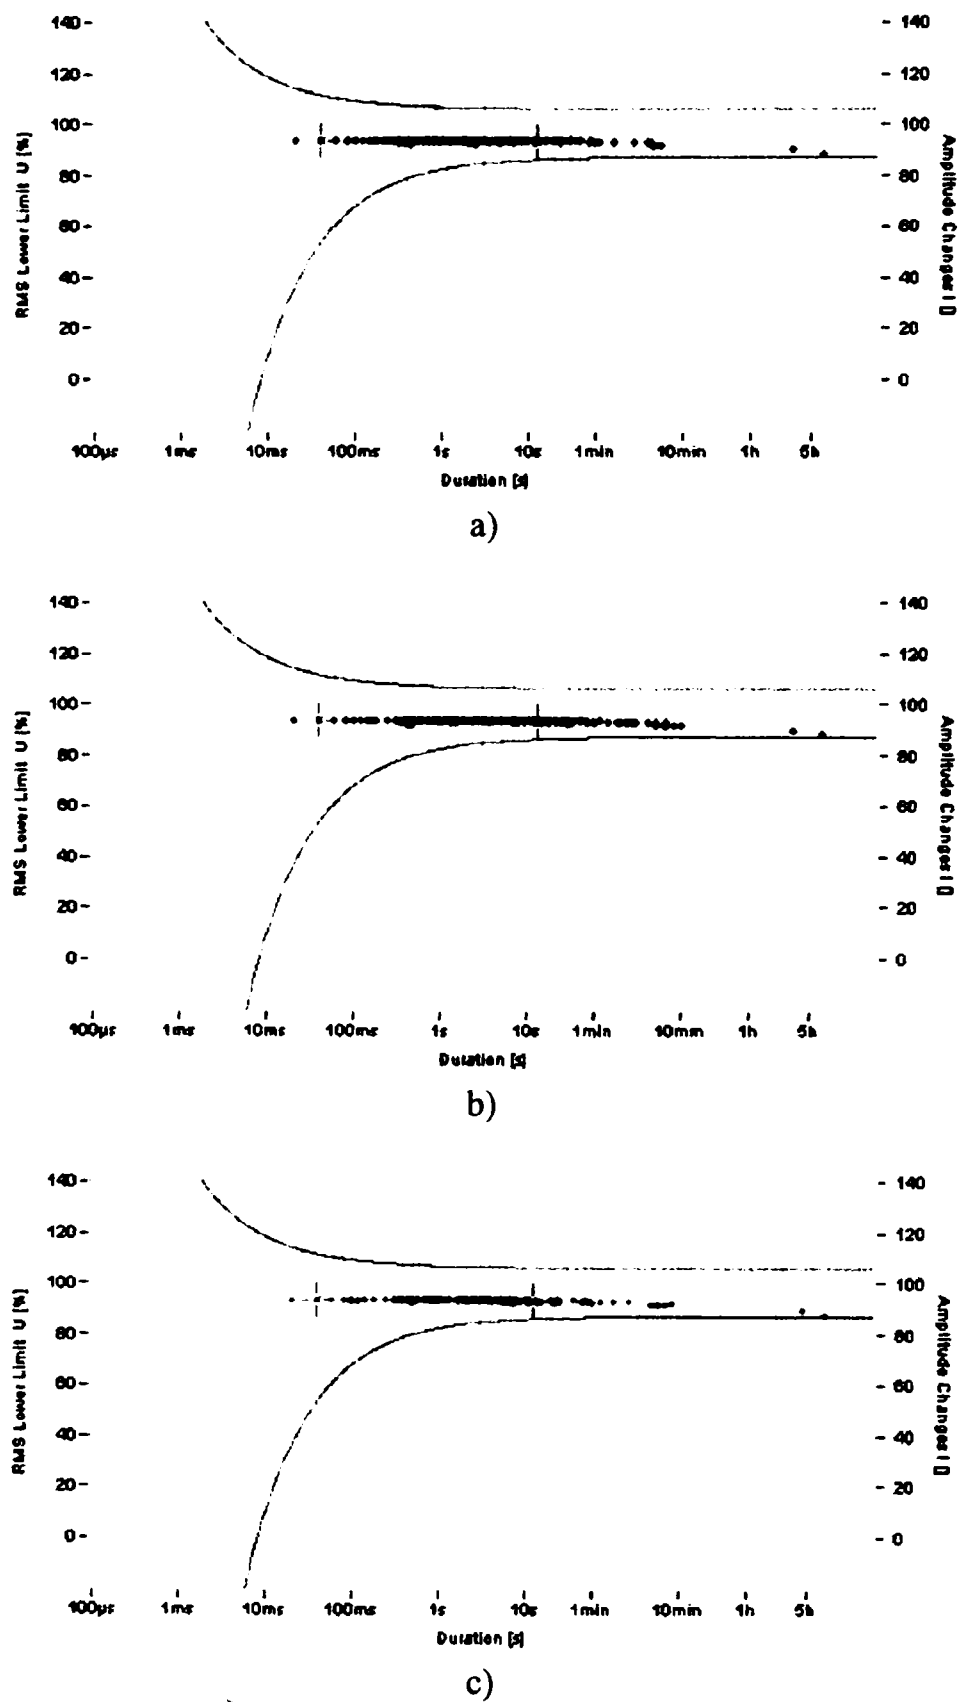 140 - - 140
120 - - 120
100 - - 100
80 - - 80
60 - - 60
40 - - 40
20 - - 20
0 - - 0
RMS Lower Limit U [%]
Amplitude Changes I []
100µs 1ms 10ms 100ms 1s 10s 1min 10min 1h 5h
Duration [s]
a)
140 - - 140
120 - - 120
100 - - 100
80 - - 80
60 - - 60
40 - - 40
20 - - 20
0 - - 0
RMS Lower Limit U [%]
Amplitude Changes I []
100µs 1ms 10ms 100ms 1s 10s 1min 10min 1h 5h
Duration [s]
b)
140 - - 140
120 - - 120
100 - - 100
80 - - 80
60 - - 60
40 - - 40
20 - - 20
0 - - 0
RMS Lower Limit U [%]
Amplitude Changes I []
100µs 1ms 10ms 100ms 1s 10s 1min 10min 1h 5h
Duration [s]
c)